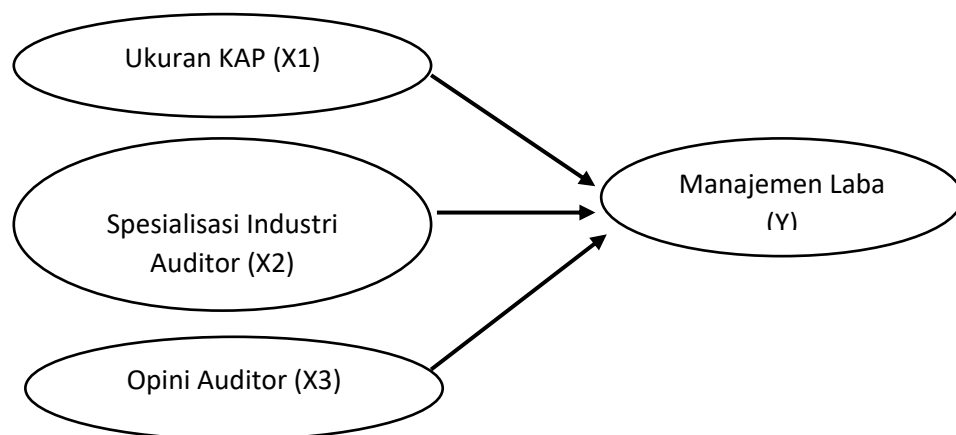 Ukuran KAP (X1)
Spesialisasi Industri
Auditor (X2)
Opini Auditor (X3)
Manajemen Laba
(Y)